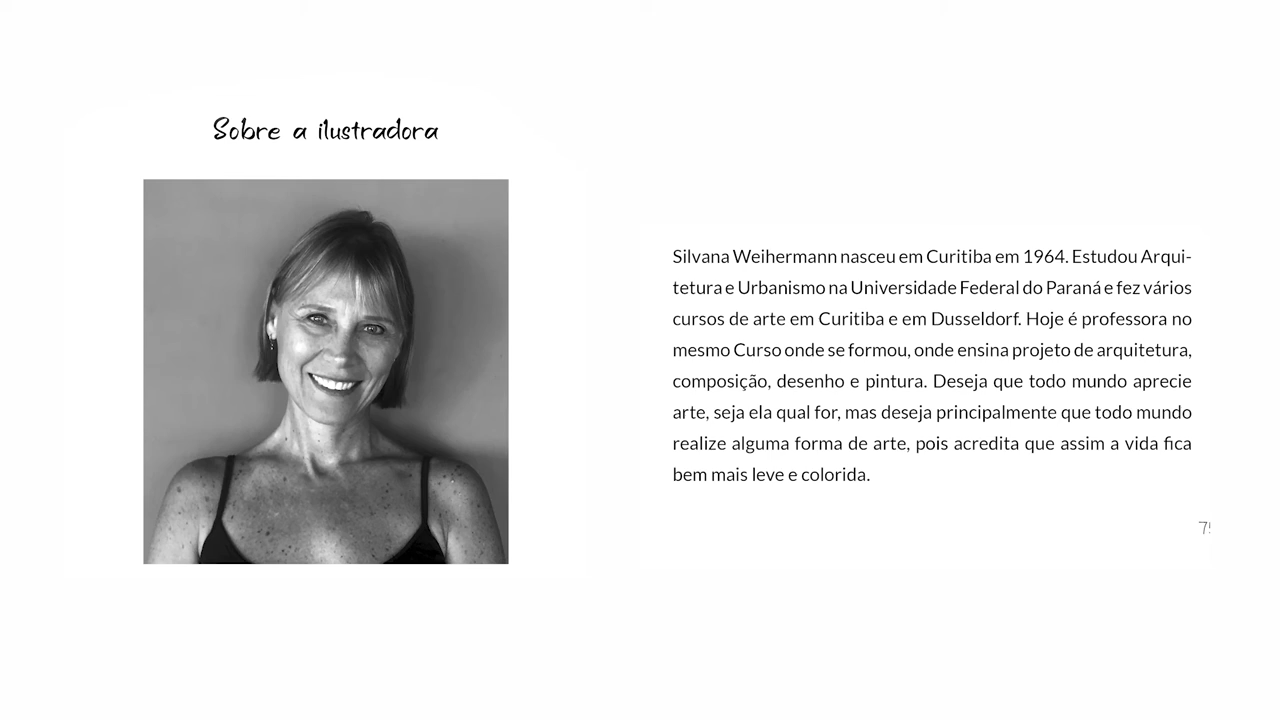 Sobre a ilustradora
Silvana Weihermann nasceu em Curitiba em 1964. Estudou Arqui-
tetura e Urbanismo na Universidade Federal do Paraná e fez vários
cursos de arte em Curitiba e em Dusseldorf. Hoje é professora no
mesmo Curso onde se formou, onde ensina projeto de arquitetura,
composição, desenho e pintura. Deseja que todo mundo aprecie
arte, seja ela qual for, mas deseja principalmente que todo mundo
realize alguma forma de arte, pois acredita que assim a vida fica
bem mais leve e colorida.